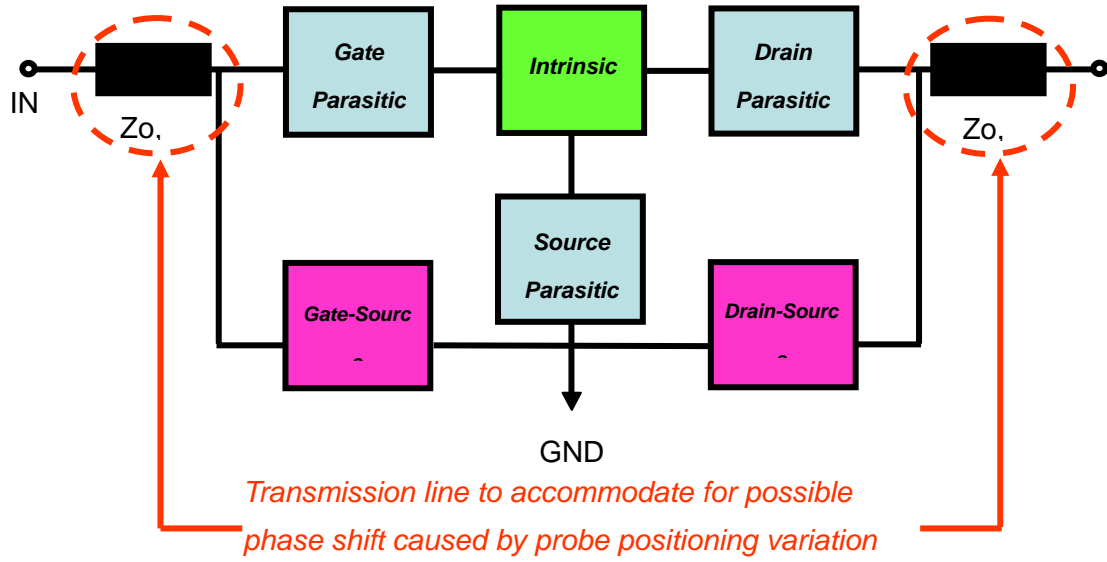 Gate
Parasitic
Intrinsic
Drain
Parasitic
IN
Zo,
Zo,
Source
Parasitic
Gate-Sourc
Drain-Sourc
GND
Transmission line to accommodate for possible
phase shift caused by probe positioning variation